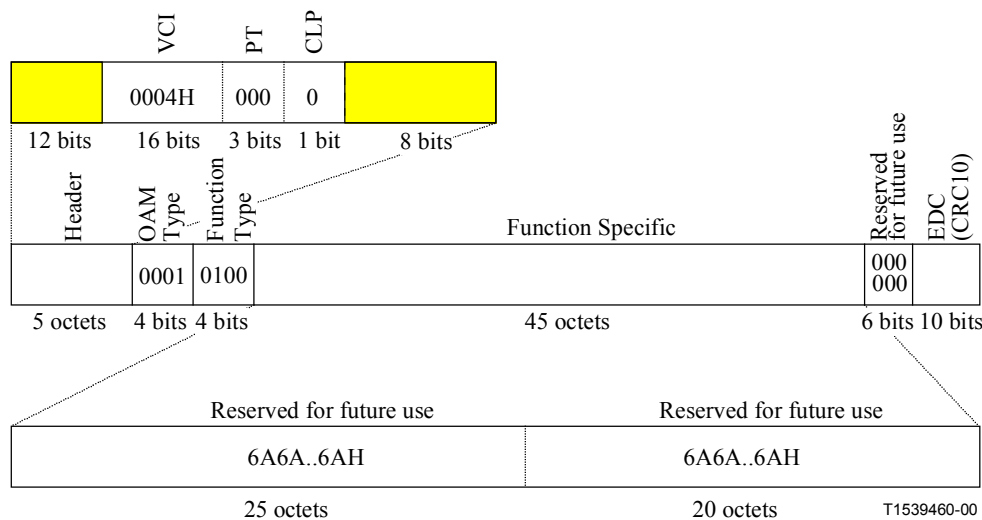 VCI PT CLP
0004H 000 0
12 bits 16 bits 3 bits 1 bit 8 bits
Header
OAM
Type
Function
Type
Function Specific
Reserved
for future use
EDC
(CRC10)
0001 0100 000
000
5 octets 4 bits 4 bits 45 octets 6 bits 10 bits
Reserved for future use Reserved for future use
6A6A..6AH 6A6A..6AH
25 octets 20 octets T1539460-00